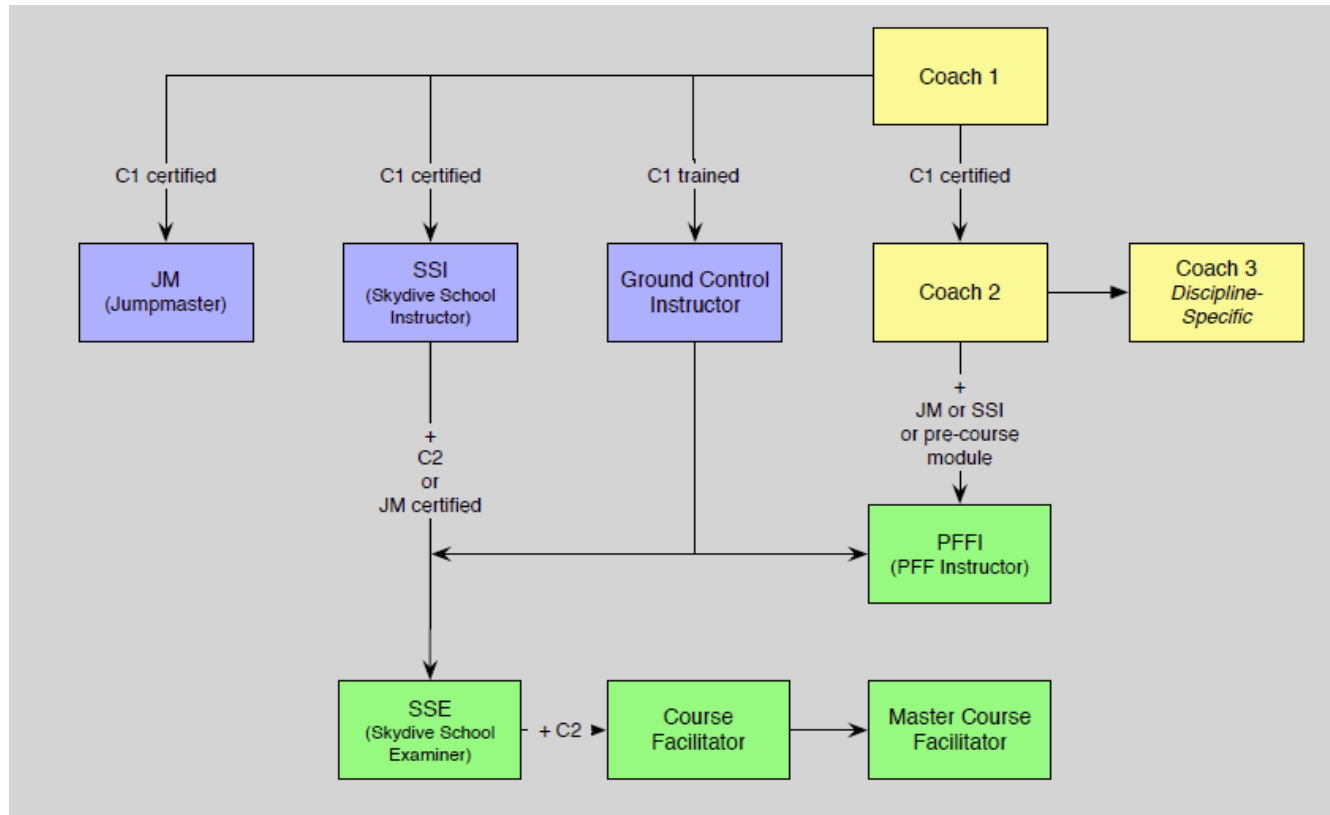 Coach 1
C1 certified
C1 certified
C1 trained
C1 certified
JM
(Jumpmaster)
SSI
(Skydive School
Instructor)
Ground Control
Instructor
Coach 2
Coach 3
Discipline-
Specific
+
C2
or
JM certified
+
JM or SSI
or pre-course
module
PFFI
(PFF Instructor)
SSE
(Skydive School
Examiner)
+ C2
Course
Facilitator
Master Course
Facilitator